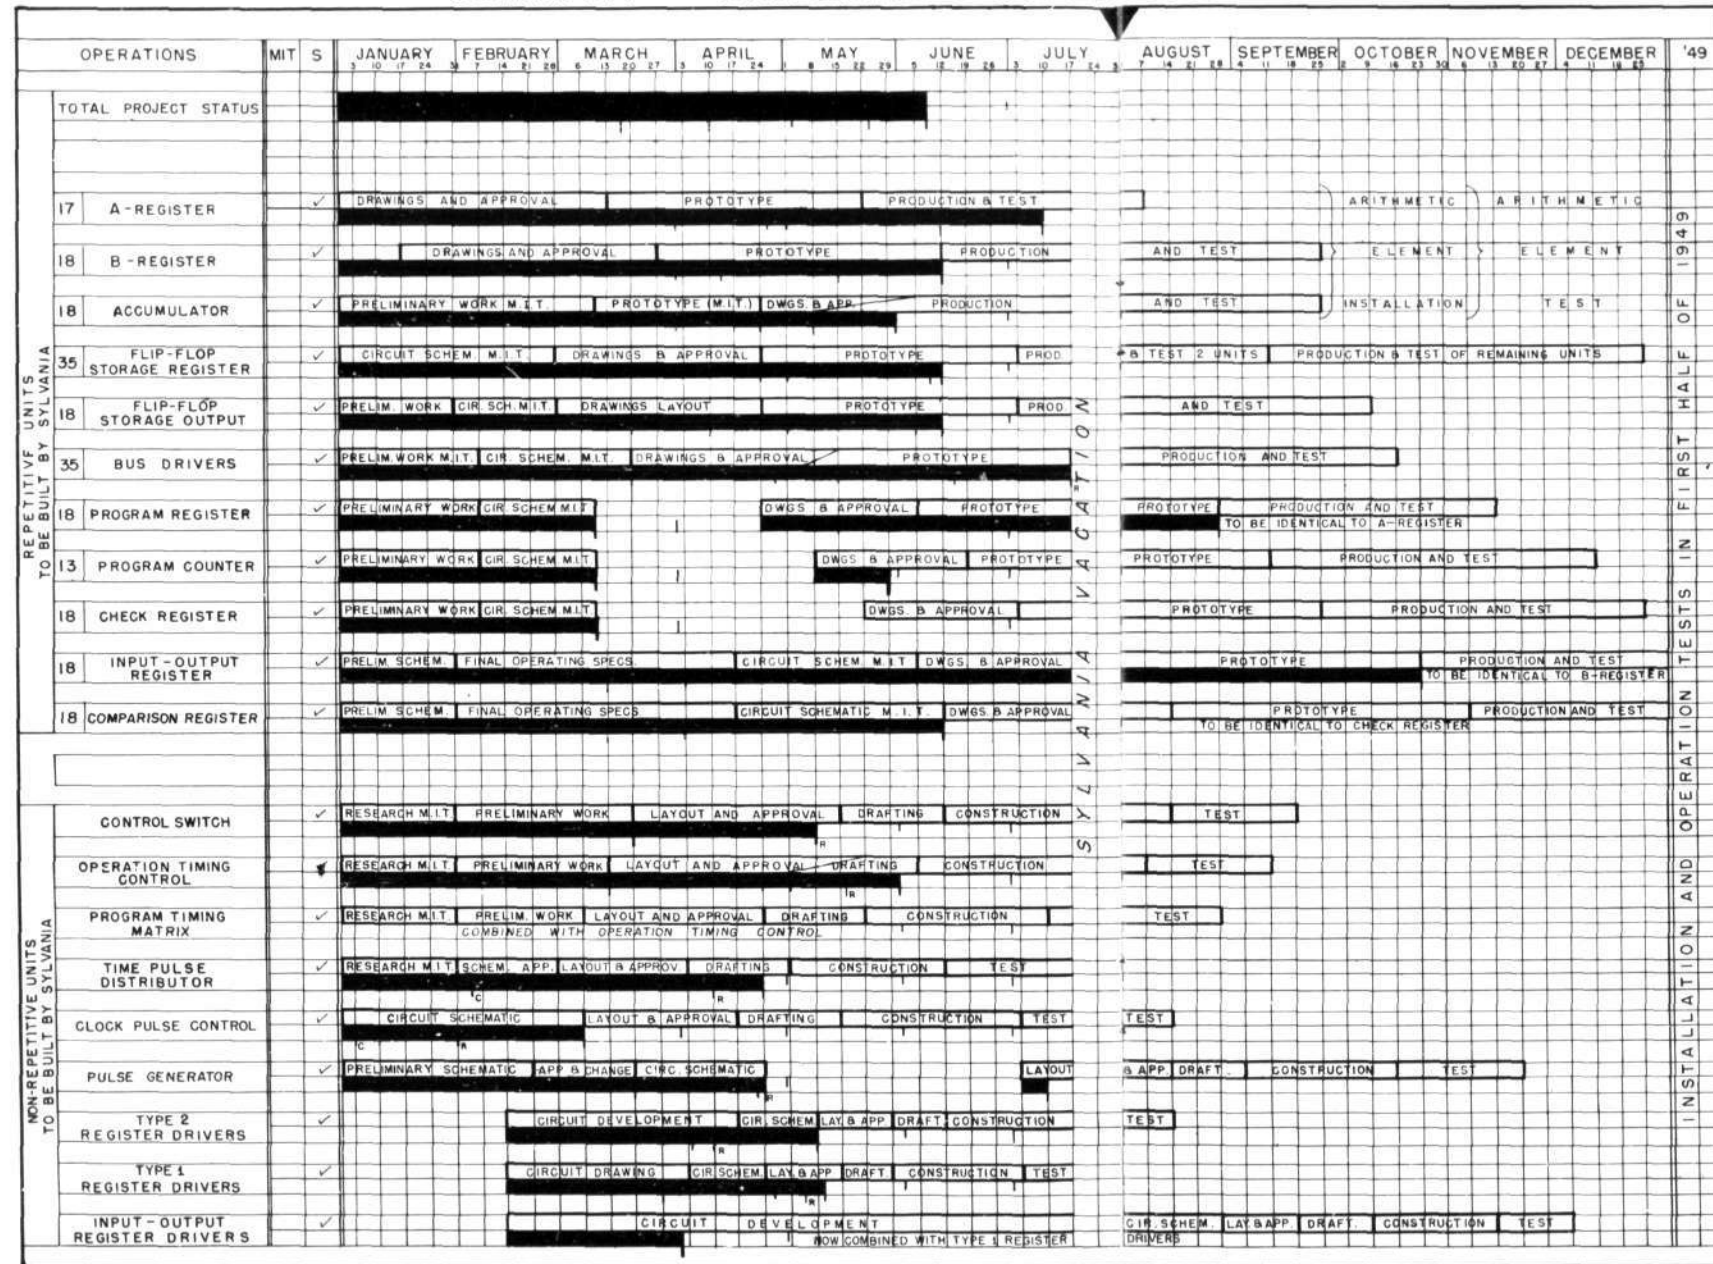 OPERATIONS MIT S JANUARY FEBRUARY MARCH APRIL MAY JUNE JULY AUGUST SEPTEMBER OCTOBER NOVEMBER DECEMBER '49
TOTAL PROJECT STATUS
17 A-REGISTER DRAWINGS AND APPROVAL PROTOTYPE PRODUCTION & TEST ARITHMETIC ARITHMETIC
18 B-REGISTER DRAWINGS AND APPROVAL PROTOTYPE PRODUCTION AND TEST ELEMENT ELEMENT
18 ACCUMULATOR PRELIMINARY WORK M.I.T. PROTOTYPE (M.I.T.) DWGS. & APP. PRODUCTION AND TEST INSTALLATION TEST
35 FLIP-FLOP STORAGE REGISTER CIRCUIT SCHEM. M.I.T. DRAWINGS & APPROVAL PROTOTYPE PROD. & TEST 2 UNITS PRODUCTION & TEST OF REMAINING UNITS
18 FLIP-FLOP STORAGE OUTPUT PRELIM. WORK CIR. SCH. M.I.T. DRAWINGS LAYOUT PROTOTYPE PROD. AND TEST
35 BUS DRIVERS PRELIM. WORK M.I.T. CIR. SCHEM. M.I.T. DRAWINGS & APPROVAL PROTOTYPE PRODUCTION AND TEST
R
18 PROGRAM REGISTER PRELIMINARY WORK CIR. SCHEM M.I.T DWGS & APPROVAL PROTOTYPE PROTOTYPE PRODUCTION AND TEST
TO BE IDENTICAL TO A-REGISTER
13 PROGRAM COUNTER PRELIMINARY WORK CIR. SCHEM M.I.T DWGS & APPROVAL PROTOTYPE PROTOTYPE PRODUCTION AND TEST
18 CHECK REGISTER PRELIMINARY WORK CIR. SCHEM M.I.T DWGS. & APPROVAL PROTOTYPE PRODUCTION AND TEST
18 INPUT-OUTPUT REGISTER PRELIM. SCHEM. FINAL OPERATING SPECS. CIRCUIT SCHEM M.I.T DWGS. & APPROVAL PROTOTYPE PRODUCTION AND TEST
TO BE IDENTICAL TO B-REGISTER
18 COMPARISON REGISTER PRELIM SCHEM. FINAL OPERATING SPECS CIRCUIT SCHEMATIC M.I.T. DWGS. & APPROVAL PROTOTYPE PRODUCTION AND TEST
TO BE IDENTICAL TO CHECK REGISTER
REPETITIVE UNITS
TO BE BUILT BY SYLVANIA
SYLVANIA VACATION
INSTALLATION AND OPERATION TESTS IN FIRST HALF OF 1949
CONTROL SWITCH RESEARCH M.I.T. PRELIMINARY WORK LAYOUT AND APPROVAL DRAFTING CONSTRUCTION TEST
R
OPERATION TIMING CONTROL RESEARCH M.I.T PRELIMINARY WORK LAYOUT AND APPROVAL DRAFTING CONSTRUCTION TEST
R
PROGRAM TIMING MATRIX RESEARCH M.I.T. PRELIM. WORK LAYOUT AND APPROVAL DRAFTING CONSTRUCTION TEST
COMBINED WITH OPERATION TIMING CONTROL
TIME PULSE DISTRIBUTOR RESEARCH M.I.T. SCHEM. APP. LAYOUT & APPROV. DRAFTING CONSTRUCTION TEST
C R
CLOCK PULSE CONTROL CIRCUIT SCHEMATIC LAYOUT & APPROVAL DRAFTING CONSTRUCTION TEST TEST
C R
PULSE GENERATOR PRELIMINARY SCHEMATIC APP & CHANGE CIRC. SCHEMATIC LAYOUT & APP. DRAFT. CONSTRUCTION TEST
R
TYPE 2 REGISTER DRIVERS CIRCUIT DEVELOPMENT CIR. SCHEM. LAY. & APP DRAFT. CONSTRUCTION TEST
R
TYPE 1 REGISTER DRIVERS CIRCUIT DRAWING CIR. SCHEM. LAY. & APP DRAFT. CONSTRUCTION TEST
R
INPUT-OUTPUT REGISTER DRIVERS CIRCUIT DEVELOPMENT CIR. SCHEM. LAY. & APP. DRAFT. CONSTRUCTION TEST
NOW COMBINED WITH TYPE 1 REGISTER DRIVERS
NON-REPETITIVE UNITS
TO BE BUILT BY SYLVANIA